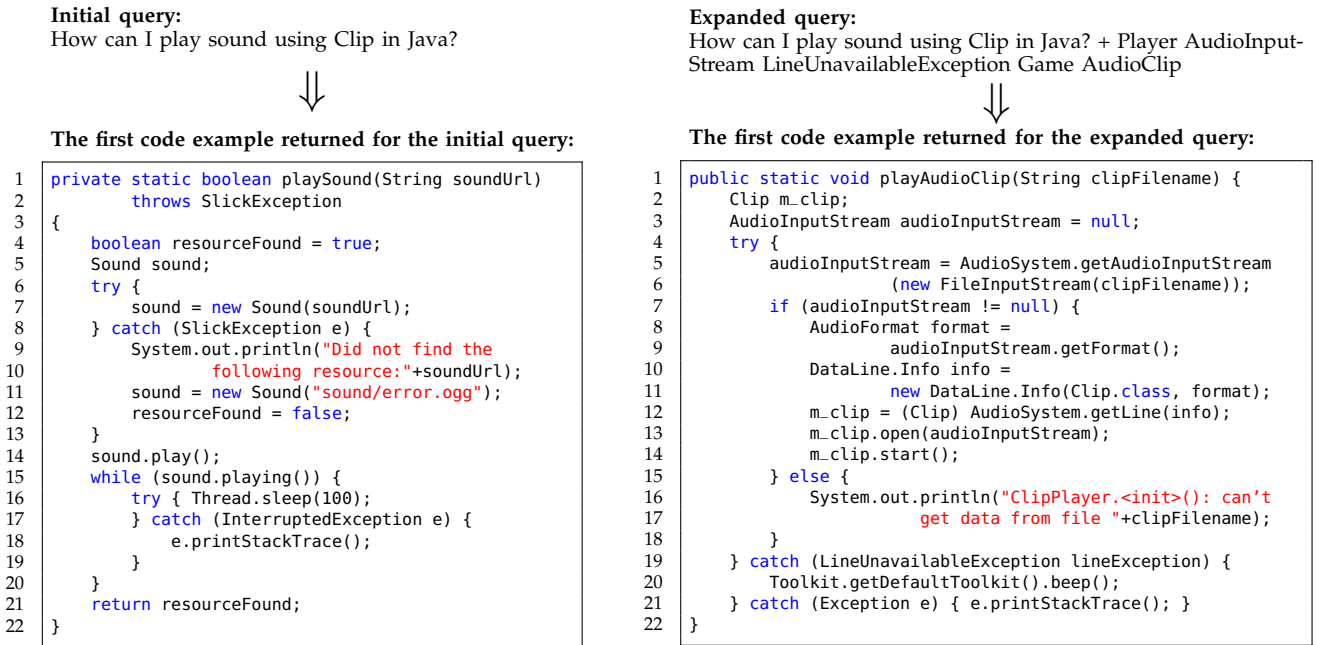 Initial query:
How can I play sound using Clip in Java?
⇓
The first code example returned for the initial query:
1 private static boolean playSound(String soundUrl)
2         throws SlickException
3 {
4     boolean resourceFound = true;
5     Sound sound;
6     try {
7         sound = new Sound(soundUrl);
8     } catch (SlickException e) {
9         System.out.println("Did not find the
10                 following resource:"+soundUrl);
11         sound = new Sound("sound/error.ogg");
12         resourceFound = false;
13     }
14     sound.play();
15     while (sound.playing()) {
16         try { Thread.sleep(100);
17         } catch (InterruptedException e) {
18             e.printStackTrace();
19         }
20     }
21     return resourceFound;
22 }
Expanded query:
How can I play sound using Clip in Java? + Player AudioInput-
Stream LineUnavailableException Game AudioClip
⇓
The first code example returned for the expanded query:
1 public static void playAudioClip(String clipFilename) {
2     Clip m_clip;
3     AudioInputStream audioInputStream = null;
4     try {
5         audioInputStream = AudioSystem.getAudioInputStream
6                     (new FileInputStream(clipFilename));
7         if (audioInputStream != null) {
8             AudioFormat format =
9                     audioInputStream.getFormat();
10             DataLine.Info info =
11                     new DataLine.Info(Clip.class, format);
12             m_clip = (Clip) AudioSystem.getLine(info);
13             m_clip.open(audioInputStream);
14             m_clip.start();
15         } else {
16             System.out.println("ClipPlayer.<init>(): can't
17                        get data from file "+clipFilename);
18         }
19     } catch (LineUnavailableException lineException) {
20         Toolkit.getDefaultToolkit().beep();
21     } catch (Exception e) { e.printStackTrace(); }
22 }